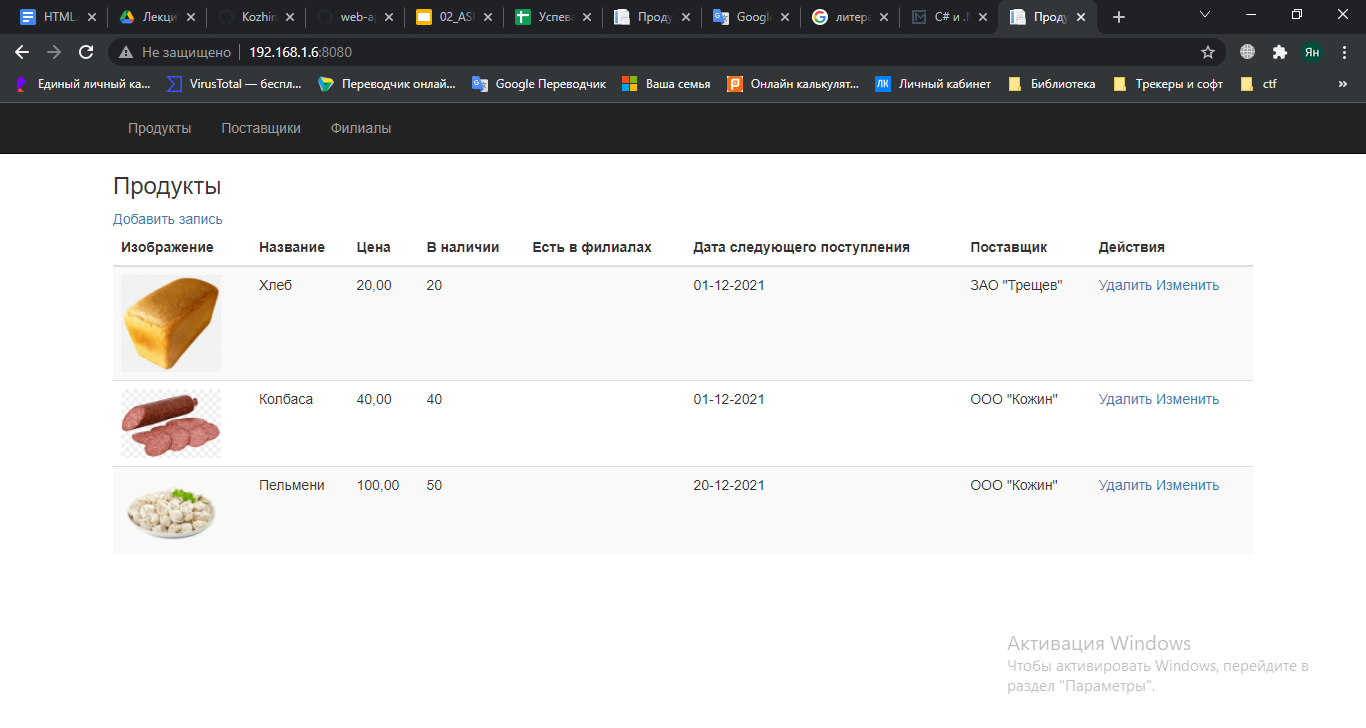 HTML
Лекци
Kozhin
web-a
02_ASI
Успев
Проду
Googl
литера
C# и .
Проду
Не защищено 192.168.1.6:8080
Ян
Единый личный ка...
VirusTotal — беспл...
Переводчик онлай...
Google Переводчик
Ваша семья
Онлайн калькулят...
ЛК Личный кабинет
Библиотека
Трекеры и софт
ctf
»
Продукты Поставщики Филиалы
Продукты
Добавить запись
Изображение Название Цена В наличии Есть в филиалах Дата следующего поступления Поставщик Действия
Хлеб 20,00 20 01-12-2021 ЗАО "Трещев" Удалить Изменить
Колбаса 40,00 40 01-12-2021 ООО "Кожин" Удалить Изменить
Пельмени 100,00 50 20-12-2021 ООО "Кожин" Удалить Изменить
Активация Windows
Чтобы активировать Windows, перейдите в
раздел "Параметры".